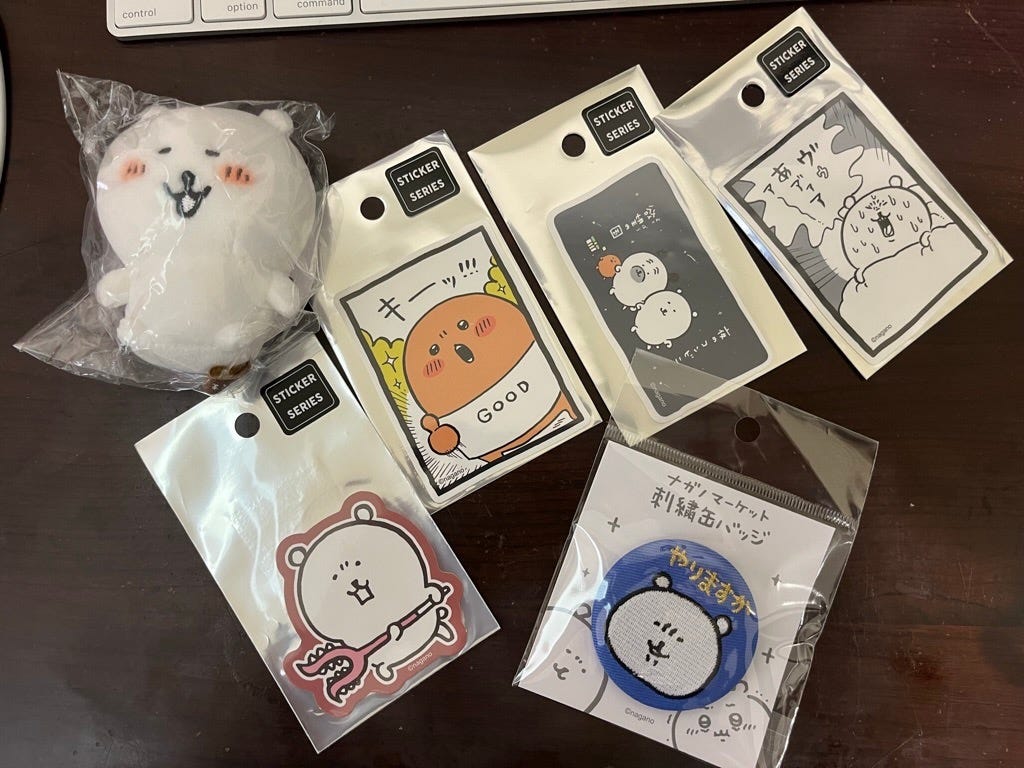 control
option
command
STICKER
SERIES
キーッ!!!
GOOD
©nagano
STICKER
SERIES
©nagano
STICKER
SERIES
ヴ
あ
©nagano
STICKER
SERIES
©nagano
ナガノマーケット
刺繍缶バッジ
やりますか
©nagano